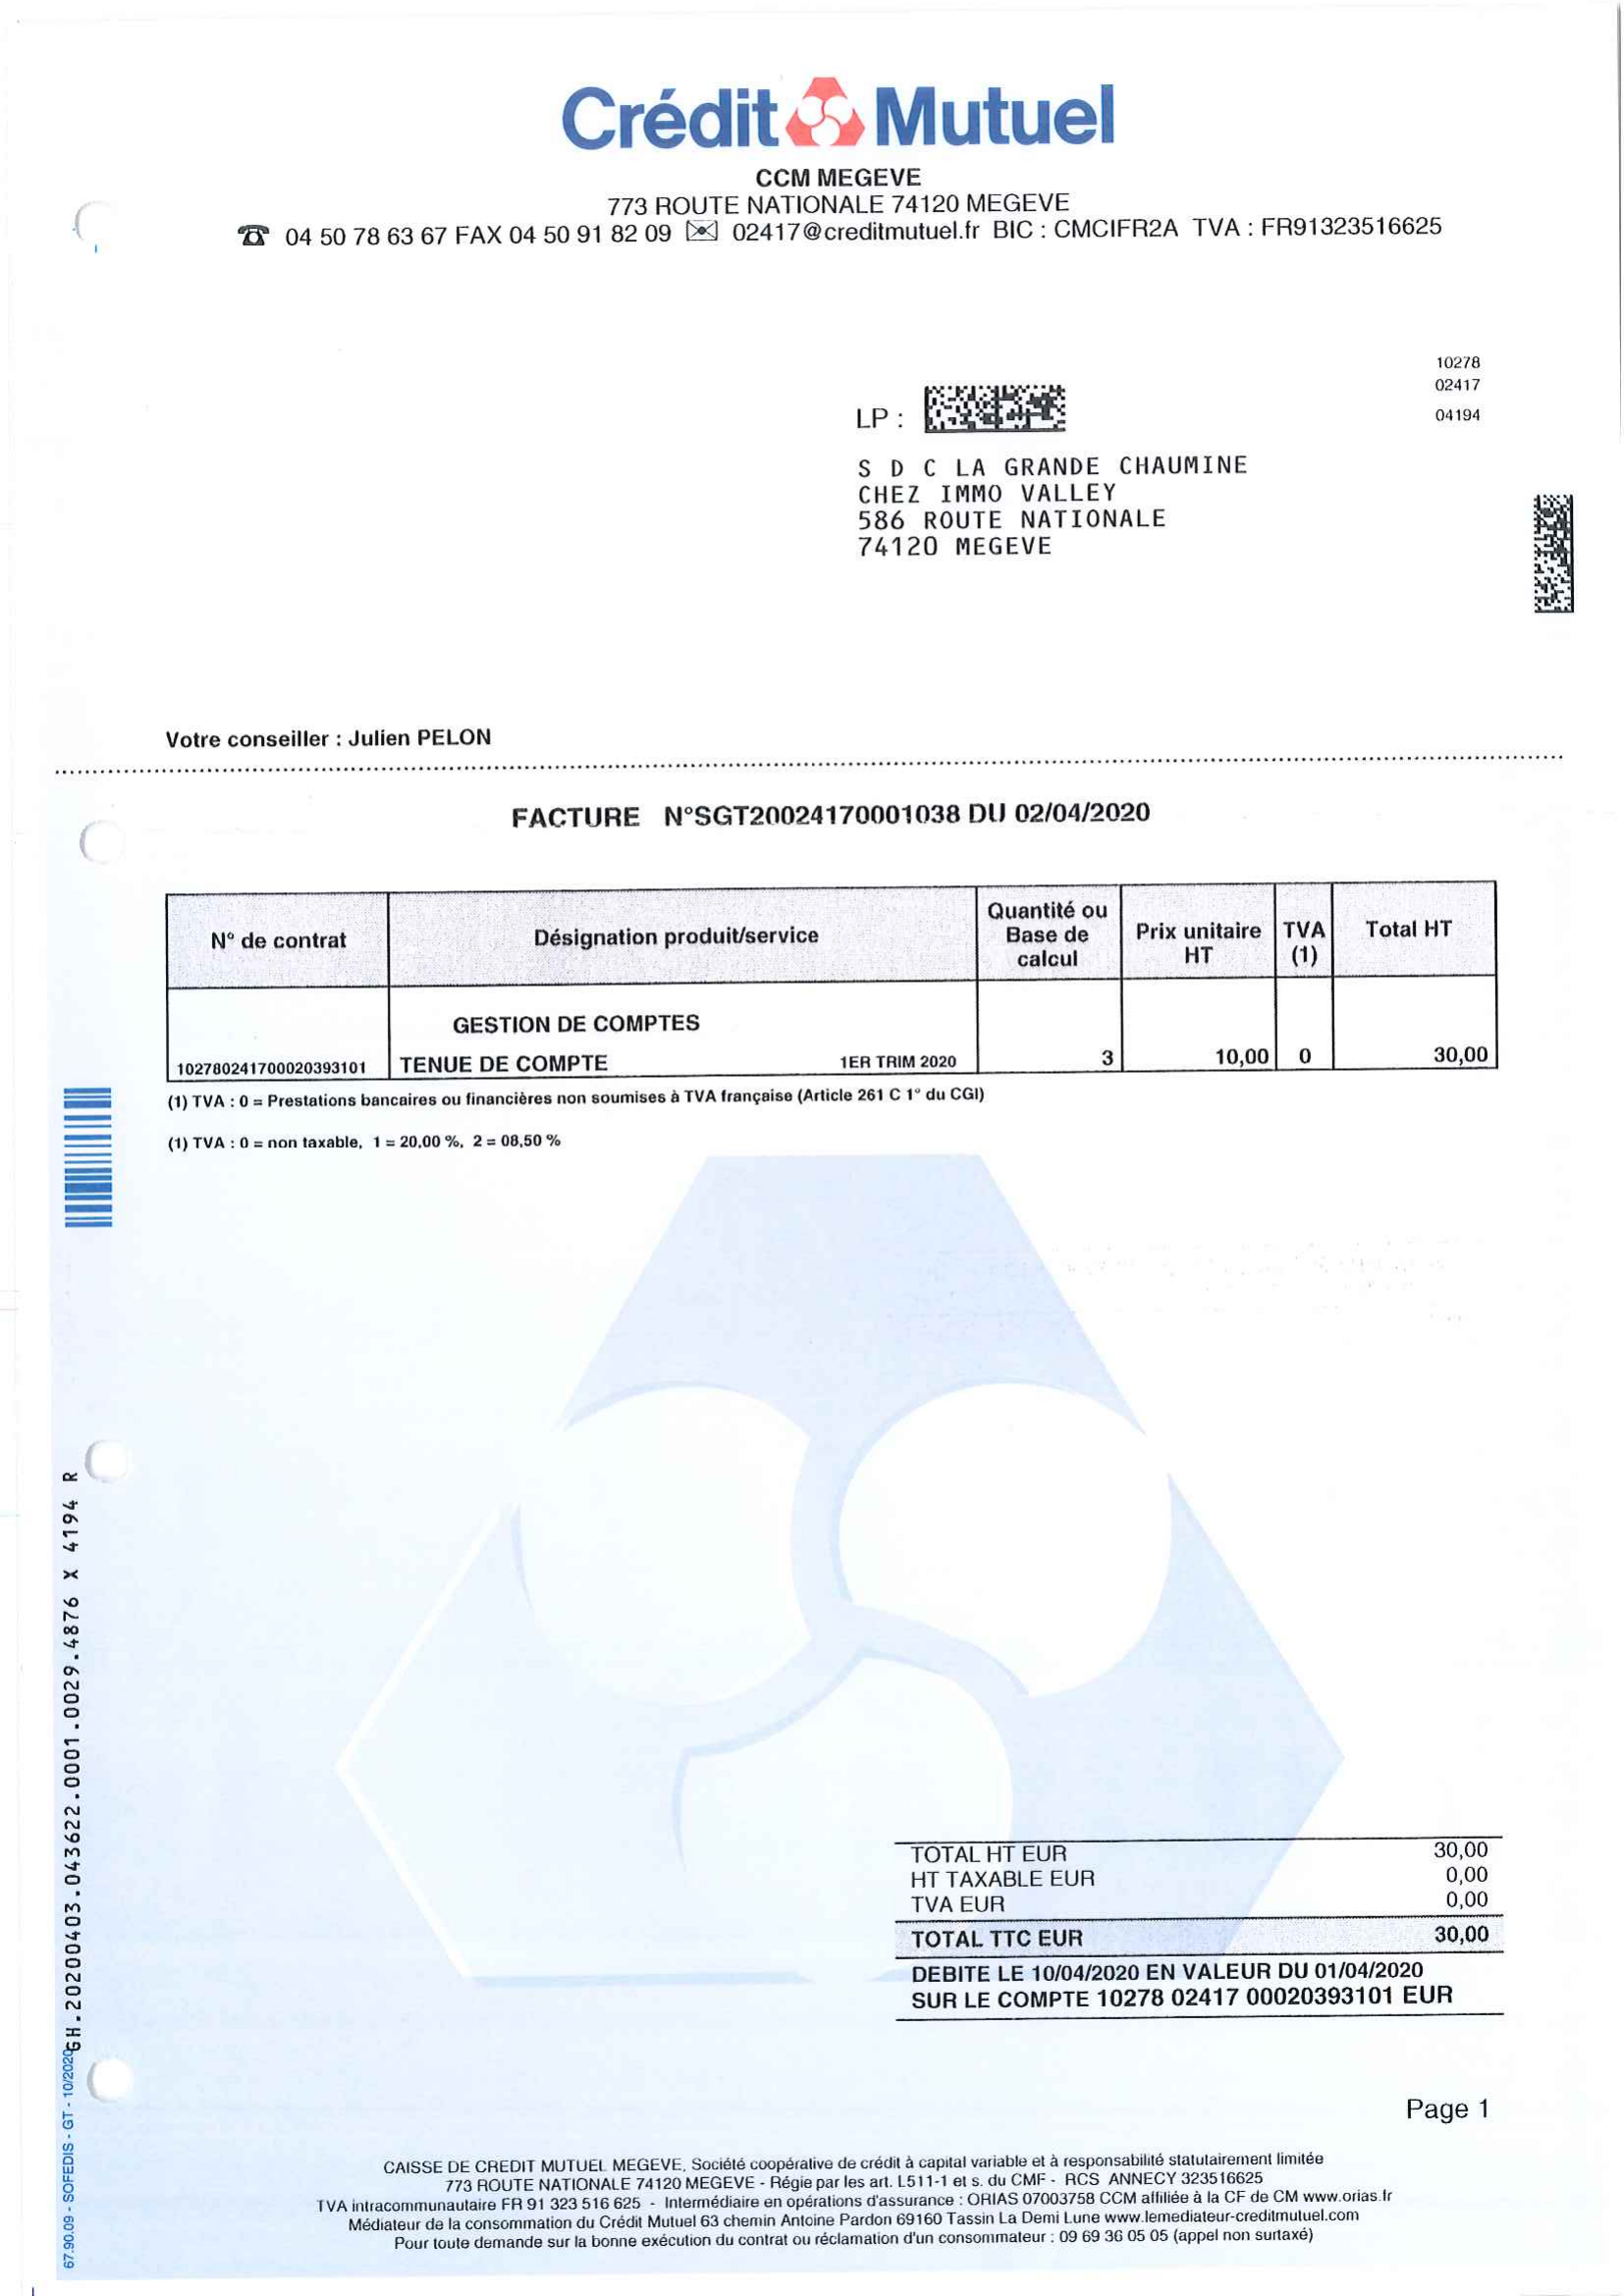 Crédit Mutuel
CCM MEGEVE
773 ROUTE NATIONALE 74120 MEGEVE
04 50 78 63 67 FAX 04 50 91 82 09 02417@creditmutuel.fr BIC : CMCIFR2A TVA : FR91323516625
10278
02417
04194
LP :
S D C LA GRANDE CHAUMINE
CHEZ IMMO VALLEY
586 ROUTE NATIONALE
74120 MEGEVE
Votre conseiller : Julien PELON
FACTURE N°SGT20024170001038 DU 02/04/2020
N° de contrat Désignation produit/service Quantité ou Base de calcul Prix unitaire HT TVA (1) Total HT
GESTION DE COMPTES
102780241700020393101 TENUE DE COMPTE 1ER TRIM 2020 3 10,00 0 30,00
(1) TVA : 0 = Prestations bancaires ou financières non soumises à TVA française (Article 261 C 1° du CGI)
(1) TVA : 0 = non taxable, 1 = 20,00 %, 2 = 08,50 %
TOTAL HT EUR 30,00
HT TAXABLE EUR 0,00
TVA EUR 0,00
TOTAL TTC EUR 30,00
DEBITE LE 10/04/2020 EN VALEUR DU 01/04/2020
SUR LE COMPTE 10278 02417 00020393101 EUR
67.90.09 - SOFEDIS - GT - 10/2020
GH.20200403.043622.0001.0029.4876 X 4194 R
Page 1
CAISSE DE CREDIT MUTUEL MEGEVE, Société coopérative de crédit à capital variable et à responsabilité statutairement limitée
773 ROUTE NATIONALE 74120 MEGEVE - Régie par les art. L511-1 et s. du CMF - RCS ANNECY 323516625
TVA intracommunautaire FR 91 323 516 625 - Intermédiaire en opérations d'assurance : ORIAS 07003758 CCM affiliée à la CF de CM www.orias.fr
Médiateur de la consommation du Crédit Mutuel 63 chemin Antoine Pardon 69160 Tassin La Demi Lune www.lemediateur-creditmutuel.com
Pour toute demande sur la bonne exécution du contrat ou réclamation d'un consommateur : 09 69 36 05 05 (appel non surtaxé)